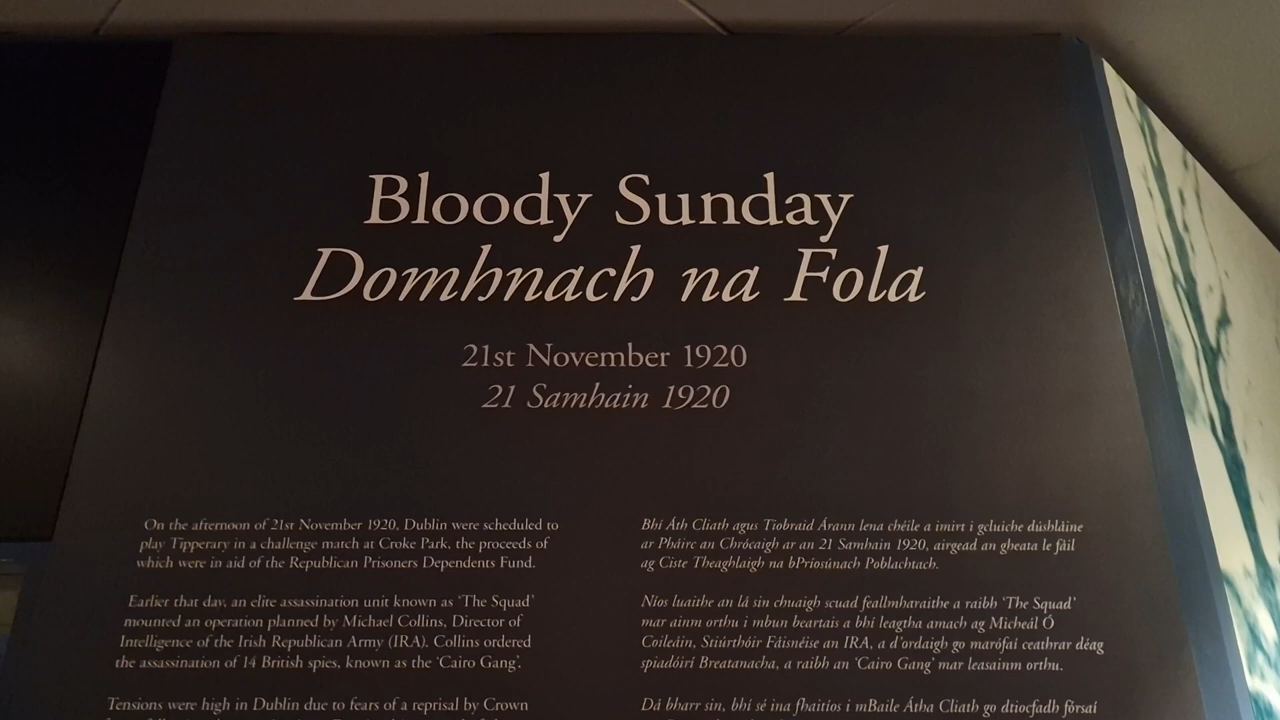 Bloody Sunday
Domhnach na Fola
21st November 1920
21 Samhain 1920
On the afternoon of 21st November 1920, Dublin were scheduled to
play Tipperary in a challenge match at Croke Park, the proceeds of
which were in aid of the Republican Prisoners Dependents Fund.
Earlier that day, an elite assassination unit known as 'The Squad'
mounted an operation planned by Michael Collins, Director of
Intelligence of the Irish Republican Army (IRA). Collins ordered
the assassination of 14 British spies, known as the 'Cairo Gang'.
Tensions were high in Dublin due to fears of a reprisal by Crown
Bhí Áth Cliath agus Tiobraid Árann lena chéile a imirt i gcluiche dúshláine
ar Pháirc an Chrócaigh ar an 21 Samhain 1920, airgead an gheata le fáil
ag Ciste Theaghlaigh na bPríosúnach Poblachtach.
Níos luaithe an lá sin chuaigh scuad feallmharaithe a raibh 'The Squad'
mar ainm orthu i mbun beartais a bhí leagtha amach ag Micheál Ó
Coileáin, Stiúrthóir Fáisnéise an IRA, a d'ordaigh go marófaí ceathrar déag
spiadóirí Breatanacha, a raibh an 'Cairo Gang' mar leasainm orthu.
Dá bharr sin, bhí sé ina fhaitíos i mBaile Átha Cliath go dtiocfadh fórsaí